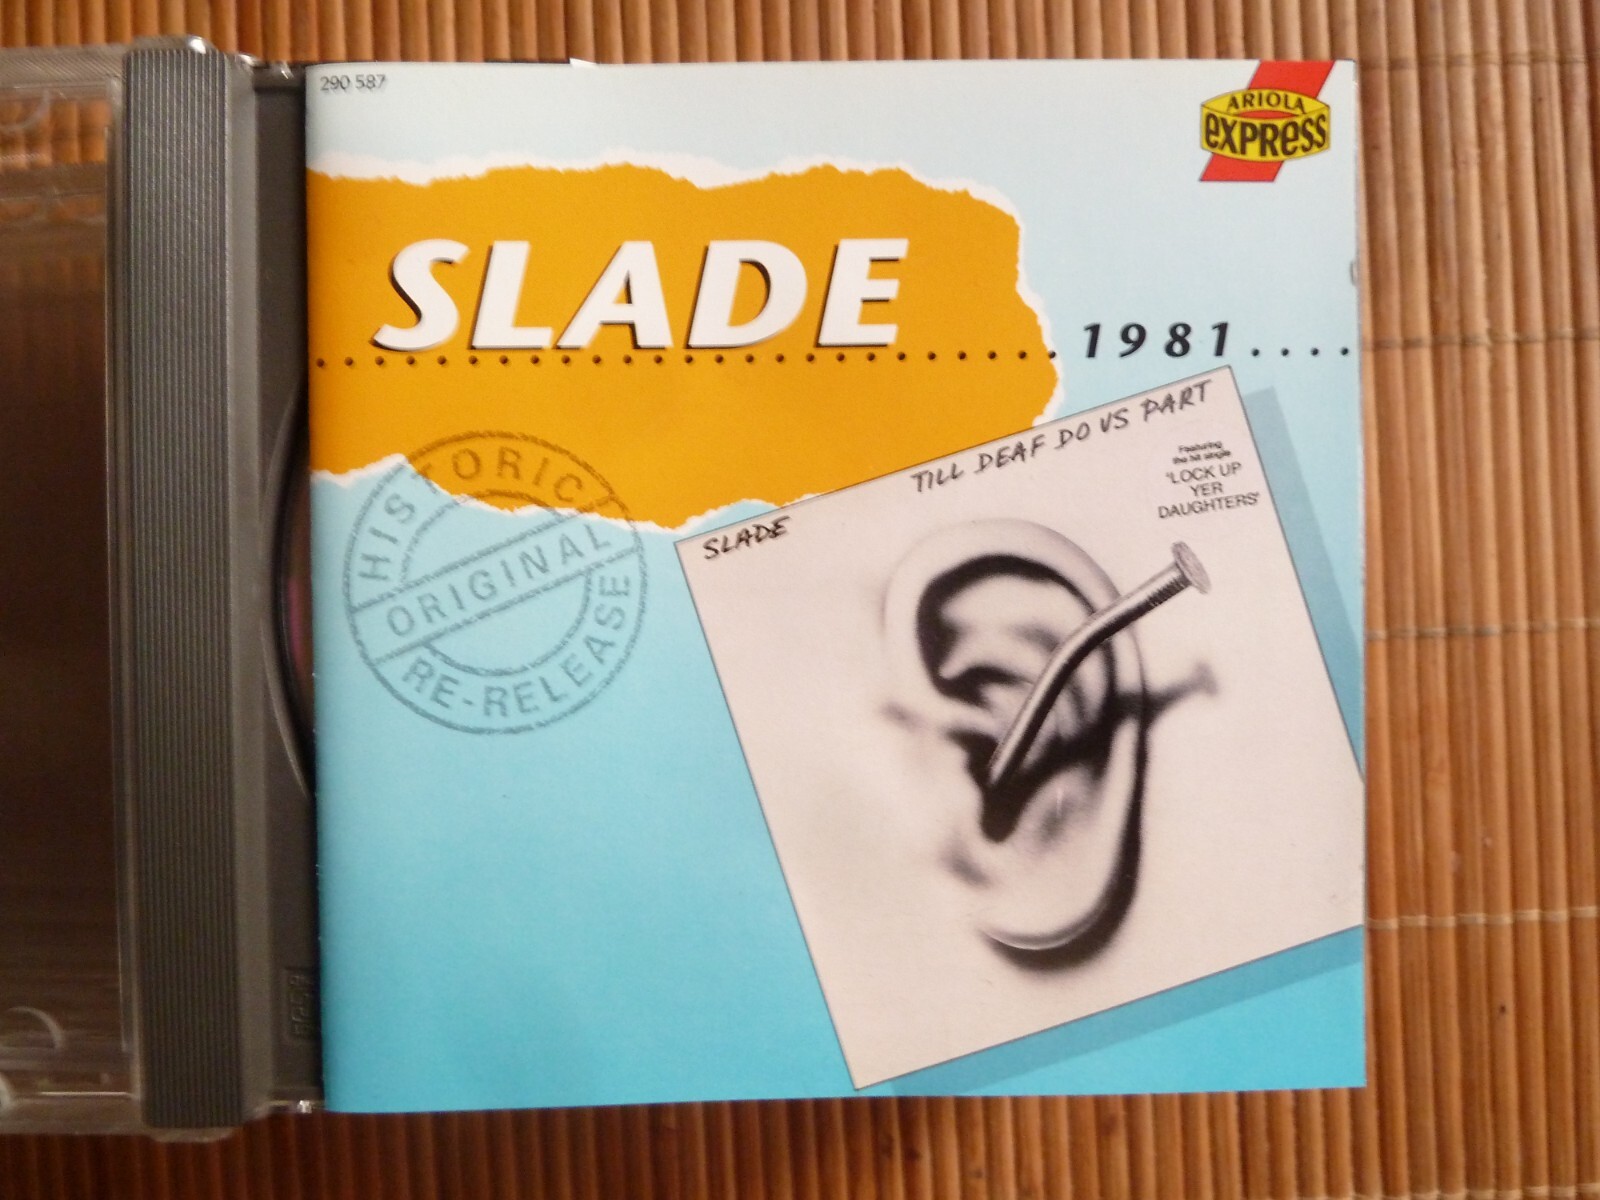 290 587
ARIOLA
EXPRESS
SLADE
1981
HISTORIC
ORIGINAL
RE-RELEASE
SLADE
TILL DEAF DO US PART
Featuring
the hit single
'LOCK UP
YER
DAUGHTERS'